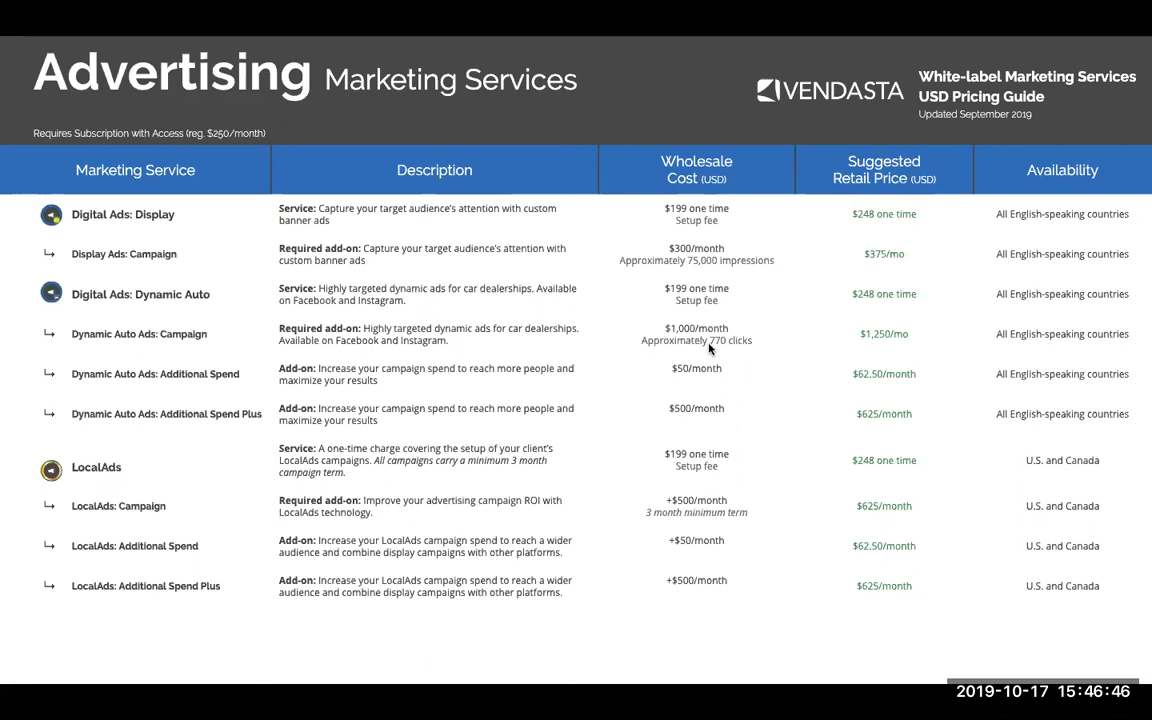 Advertising Marketing Services
VENDASTA
White-label Marketing Services
USD Pricing Guide
Updated September 2019
Requires Subscription with Access (reg. $250/month)
Marketing Service
Description
Wholesale
Cost (USD)
Suggested
Retail Price (USD)
Availability
Digital Ads: Display
Service: Capture your target audience's attention with custom
banner ads
$199 one time
Setup fee
$248 one time
All English-speaking countries
Display Ads: Campaign
Required add-on: Capture your target audience's attention with
custom banner ads
$300/month
Approximately 75,000 impressions
$375/mo
All English-speaking countries
Digital Ads: Dynamic Auto
Service: Highly targeted dynamic ads for car dealerships. Available
on Facebook and Instagram.
$199 one time
Setup fee
$248 one time
All English-speaking countries
Dynamic Auto Ads: Campaign
Required add-on: Highly targeted dynamic ads for car dealerships.
Available on Facebook and Instagram.
$1,000/month
Approximately 770 clicks
$1,250/mo
All English-speaking countries
Dynamic Auto Ads: Additional Spend
Add-on: Increase your campaign spend to reach more people and
maximize your results
$50/month
$62.50/month
All English-speaking countries
Dynamic Auto Ads: Additional Spend Plus
Add-on: Increase your campaign spend to reach more people and
maximize your results
$500/month
$625/month
All English-speaking countries
LocalAds
Service: A one-time charge covering the setup of your client's
LocalAds campaigns. All campaigns carry a minimum 3 month
campaign term.
$199 one time
Setup fee
$248 one time
U.S. and Canada
LocalAds: Campaign
Required add-on: Improve your advertising campaign ROI with
LocalAds technology.
+$500/month
3 month minimum term
$625/month
U.S. and Canada
LocalAds: Additional Spend
Add-on: Increase your LocalAds campaign spend to reach a wider
audience and combine display campaigns with other platforms.
+$50/month
$62.50/month
U.S. and Canada
LocalAds: Additional Spend Plus
Add-on: Increase your LocalAds campaign spend to reach a wider
audience and combine display campaigns with other platforms.
+$500/month
$625/month
U.S. and Canada
2019-10-17 15:46:46